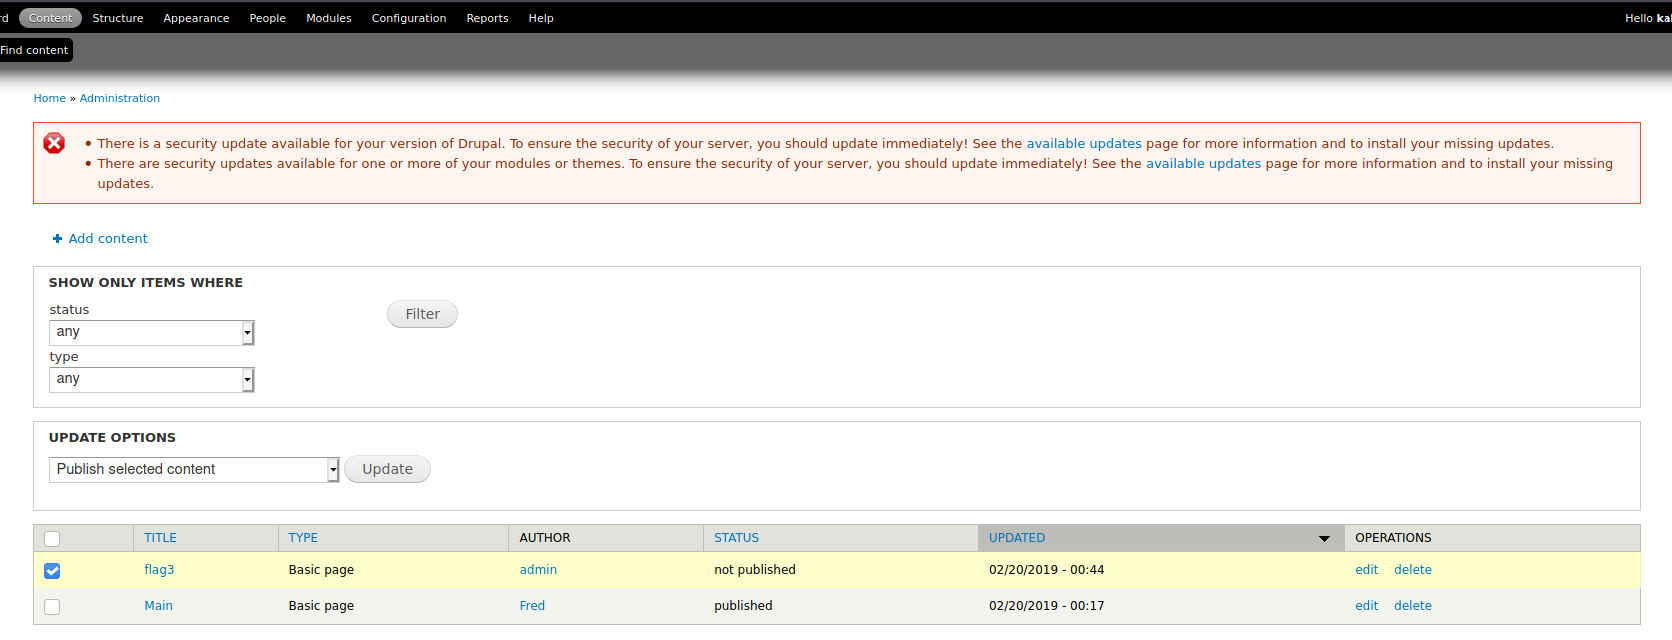 Content Structure Appearance People Modules Configuration Reports Help Hello
Find content
Home » Administration
• There is a security update available for your version of Drupal. To ensure the security of your server, you should update immediately! See the available updates page for more information and to install your missing updates.
• There are security updates available for one or more of your modules or themes. To ensure the security of your server, you should update immediately! See the available updates page for more information and to install your missing
updates.
Add content
SHOW ONLY ITEMS WHERE
status
any
Filter
type
any
UPDATE OPTIONS
Publish selected content Update
TITLE TYPE AUTHOR STATUS UPDATED OPERATIONS
flag3 Basic page admin not published 02/20/2019 - 00:44 edit delete
Main Basic page Fred published 02/20/2019 - 00:17 edit delete